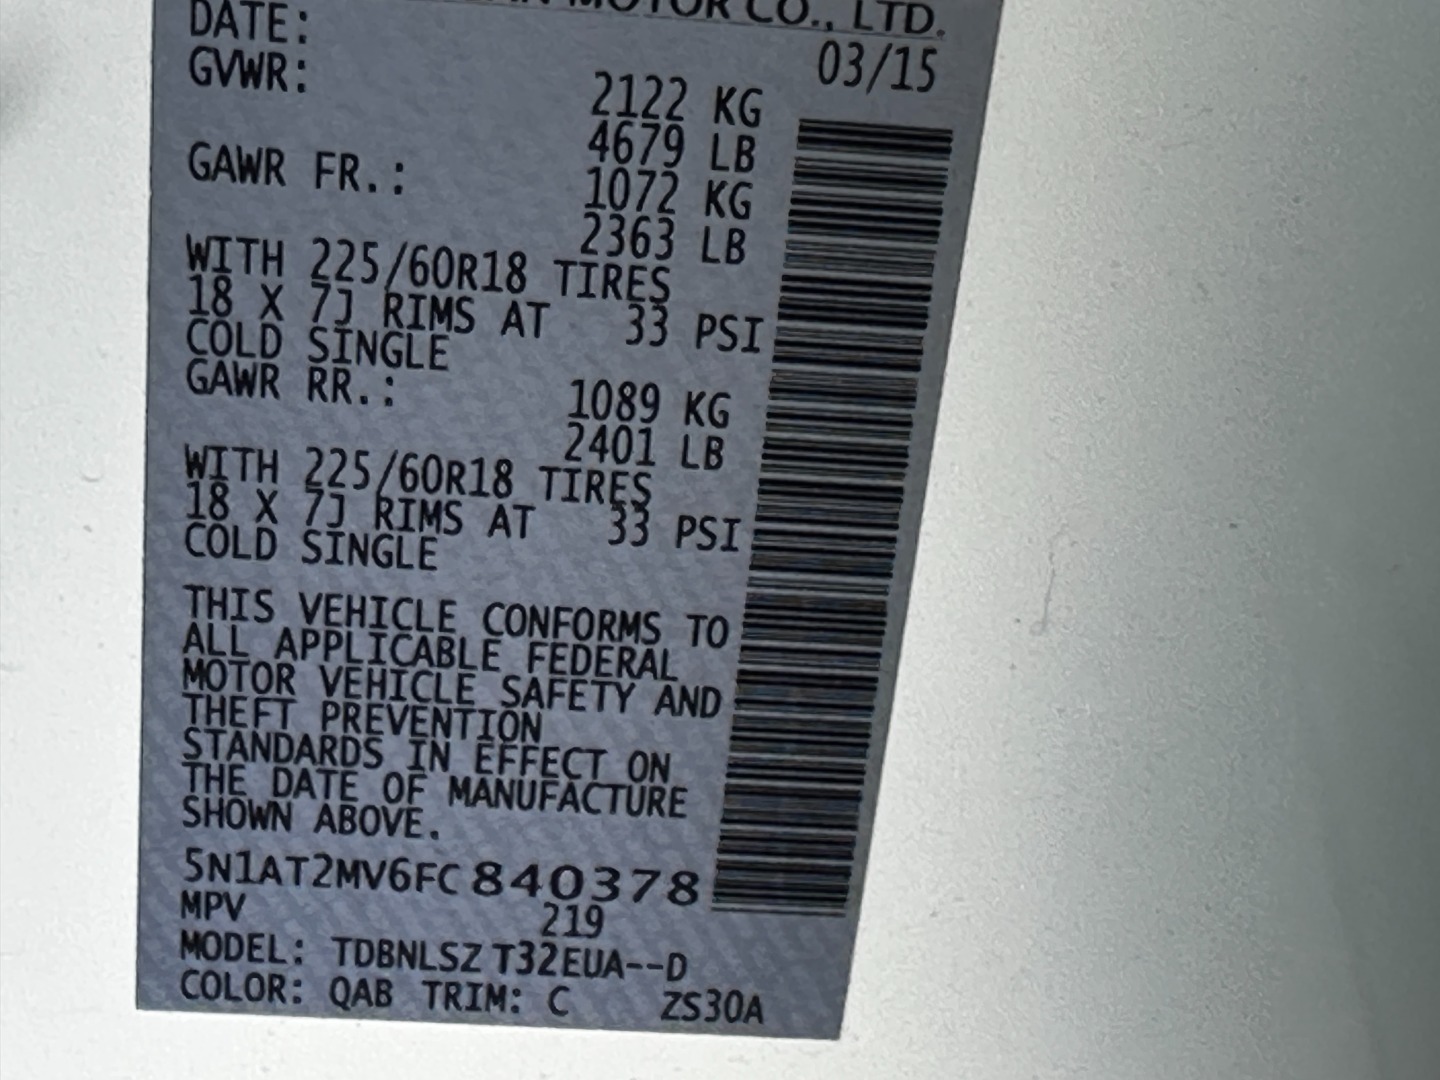 MOTOR CO., LTD.
DATE: 03/15
GVWR: 2122 KG
4679 LB
GAWR FR.: 1072 KG
2363 LB
WITH 225/60R18 TIRES
18 X 7J RIMS AT 33 PSI
COLD SINGLE
GAWR RR.: 1089 KG
2401 LB
WITH 225/60R18 TIRES
18 X 7J RIMS AT 33 PSI
COLD SINGLE
THIS VEHICLE CONFORMS TO
ALL APPLICABLE FEDERAL
MOTOR VEHICLE SAFETY AND
THEFT PREVENTION
STANDARDS IN EFFECT ON
THE DATE OF MANUFACTURE
SHOWN ABOVE.
5N1AT2MV6FC840378
MPV 219
MODEL: TDBNLSZ T32EUA--D
COLOR: QAB TRIM: C ZS30A